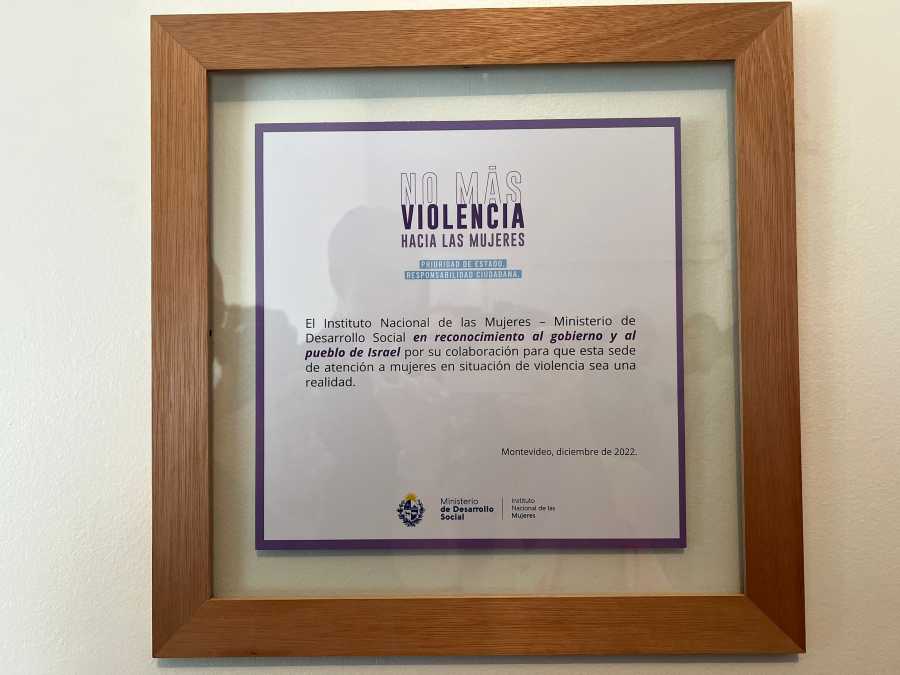 NO MÁS
VIOLENCIA
HACIA LAS MUJERES
PRIORIDAD DE ESTADO.
RESPONSABILIDAD CIUDADANA.
El Instituto Nacional de las Mujeres – Ministerio de
Desarrollo Social en reconocimiento al gobierno y al
pueblo de Israel por su colaboración para que esta sede
de atención a mujeres en situación de violencia sea una
realidad.
Montevideo, diciembre de 2022.
Ministerio
de Desarrollo
Social
Instituto
Nacional de las
Mujeres